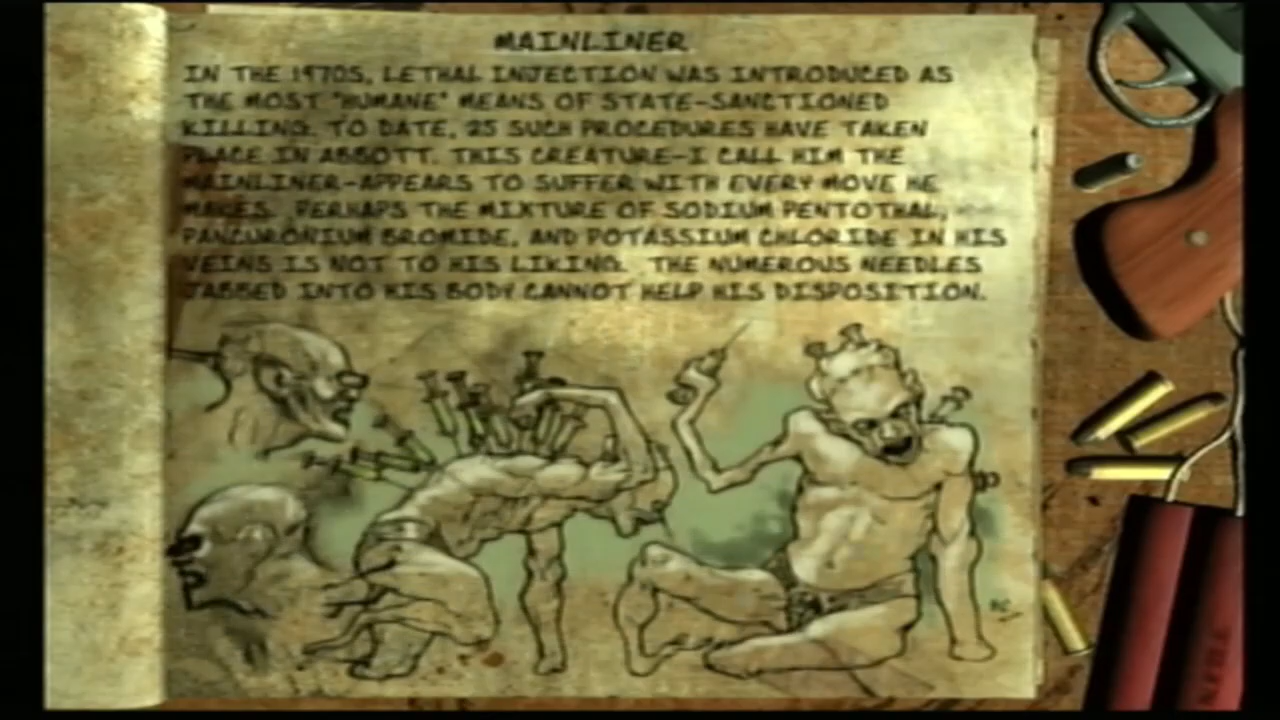 MAINLINER
IN THE 1970S, LETHAL INJECTION WAS INTRODUCED AS
THE MOST "HUMANE" MEANS OF STATE-SANCTIONED
KILLING. TO DATE, 25 SUCH PROCEDURES HAVE TAKEN
PLACE IN ABBOTT. THIS CREATURE-I CALL HIM THE
MAINLINER-APPEARS TO SUFFER WITH EVERY MOVE HE
MAKES. PERHAPS THE MIXTURE OF SODIUM PENTOTHAL,
PANCURONIUM BROMIDE, AND POTASSIUM CHLORIDE IN HIS
VEINS IS NOT TO HIS LIKING. THE NUMEROUS NEEDLES
JABBED INTO HIS BODY CANNOT HELP HIS DISPOSITION.